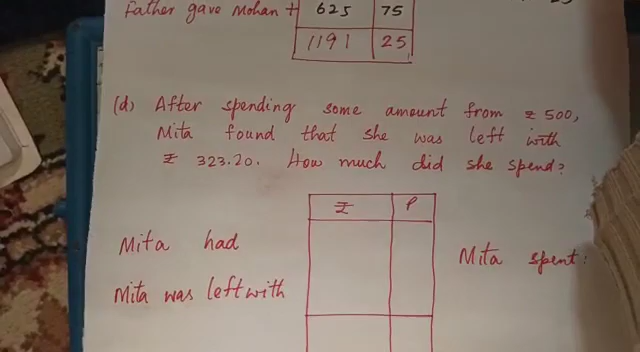 Father gave Mohan + 625 75
1191 25
(d) After spending some amount from ₹ 500,
Mita found that she was left with
₹ 323.20. How much did she spend?
₹ P
Mita had
Mita spent:
Mita was left with